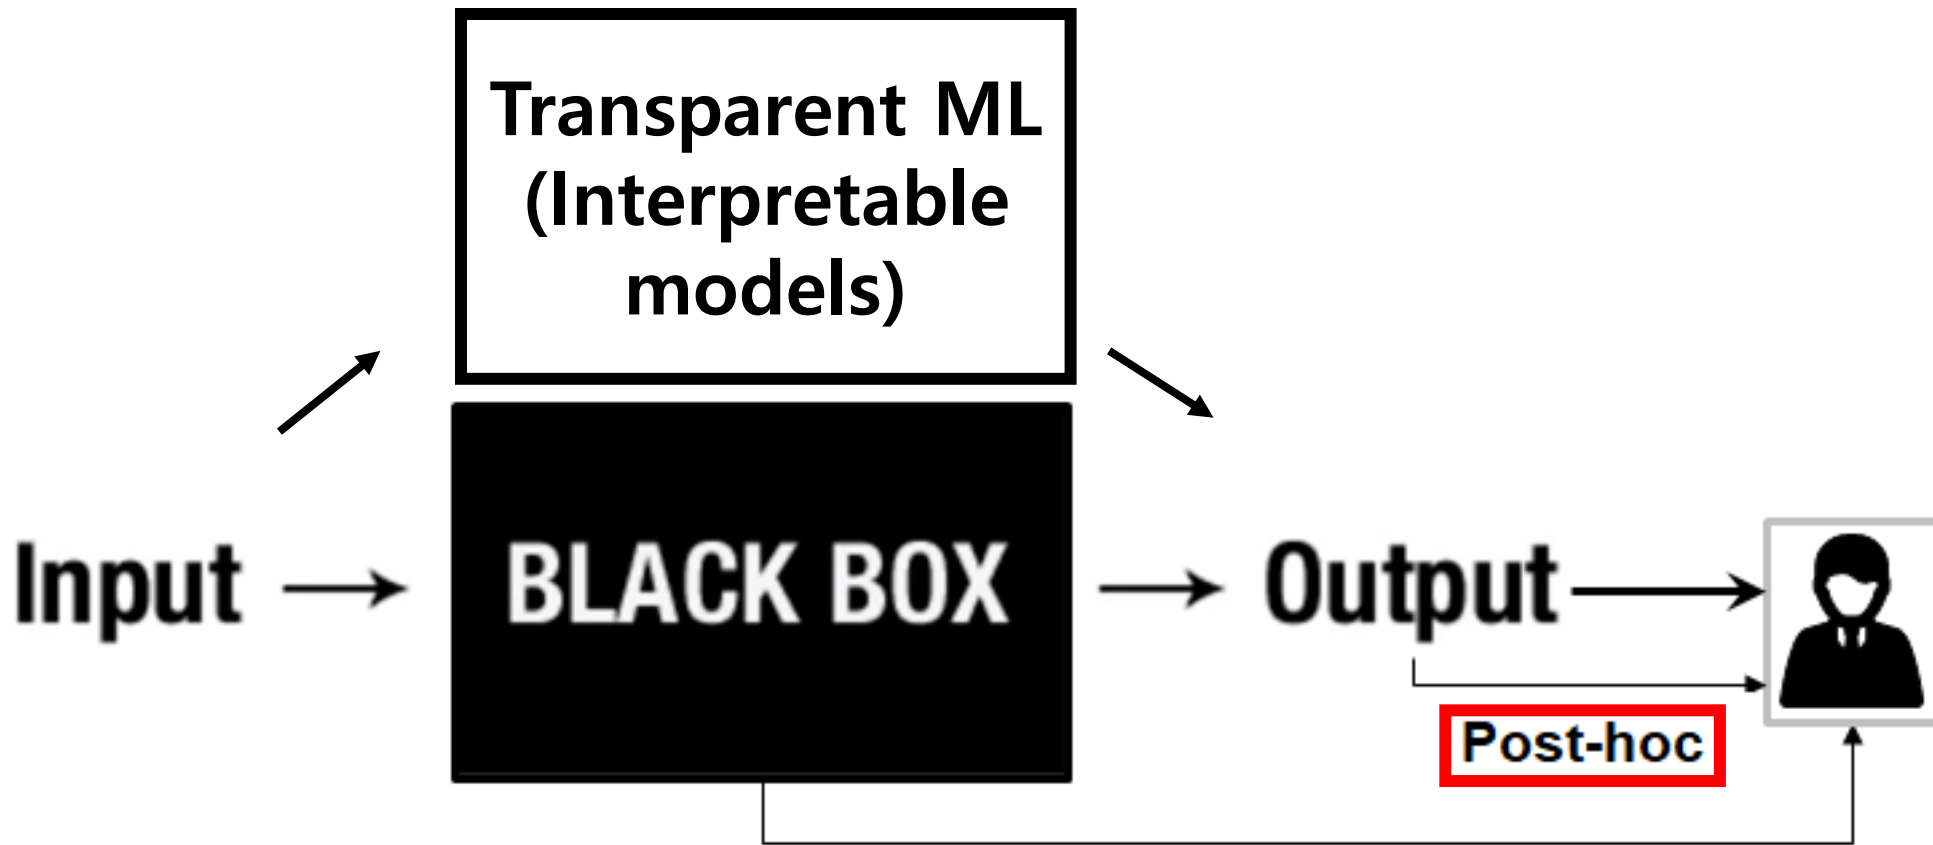 Transparent ML
(Interpretable
models)
Input
BLACK BOX
Output
Post-hoc